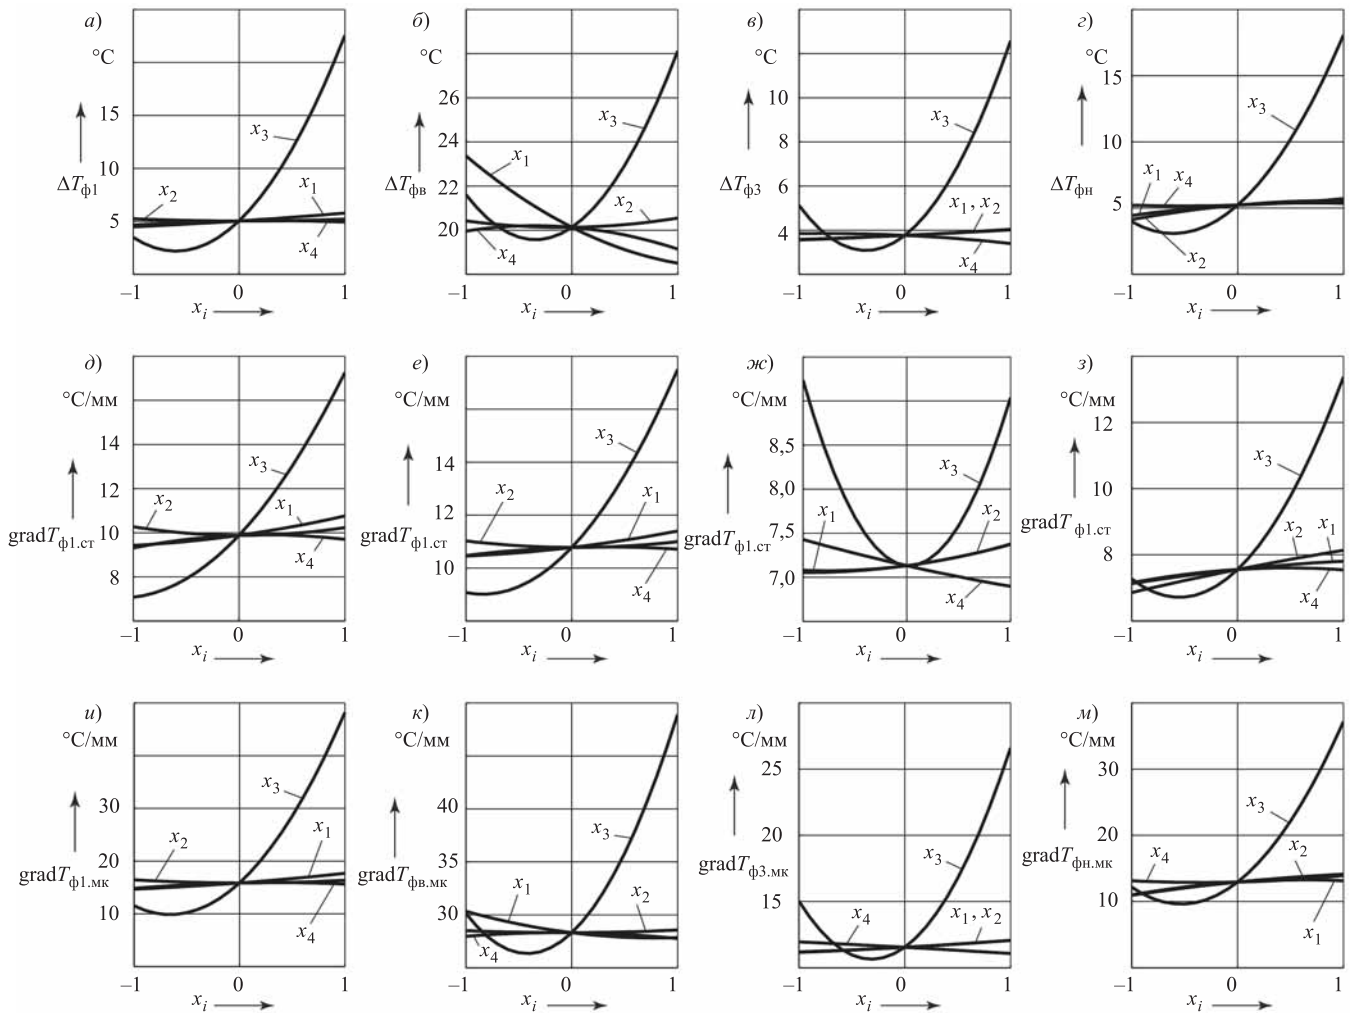 а)
°C
15
10
5
ΔTф1
x3
x2
x1
x4
–1 0 1
xi
б)
°C
26
24
22
20
ΔTфв
x3
x1
x2
x4
–1 0 1
xi
в)
°C
10
8
6
4
ΔTф3
x3
x1, x2
x4
–1 0 1
xi
г)
°C
15
10
5
ΔTфн
x3
x1
x4
x2
–1 0 1
xi
д)
°C/мм
14
12
10
8
gradTф1.ст
x3
x2
x1
x4
–1 0 1
xi
е)
°C/мм
14
12
10
gradTф1.ст
x3
x2
x1
x4
–1 0 1
xi
ж)
°C/мм
8,5
8,0
7,5
7,0
gradTф1.ст
x3
x1
x2
x4
–1 0 1
xi
з)
°C/мм
12
10
8
gradTф1.ст
x3
x2
x1
x4
–1 0 1
xi
и)
°C/мм
30
20
10
gradTф1.мк
x3
x2
x1
x4
–1 0 1
xi
к)
°C/мм
40
35
30
gradTфв.мк
x3
x1
x2
x4
–1 0 1
xi
л)
°C/мм
25
20
15
gradTф3.мк
x3
x4
x1, x2
–1 0 1
xi
м)
°C/мм
30
20
10
gradTфн.мк
x3
x4
x2
x1
–1 0 1
xi